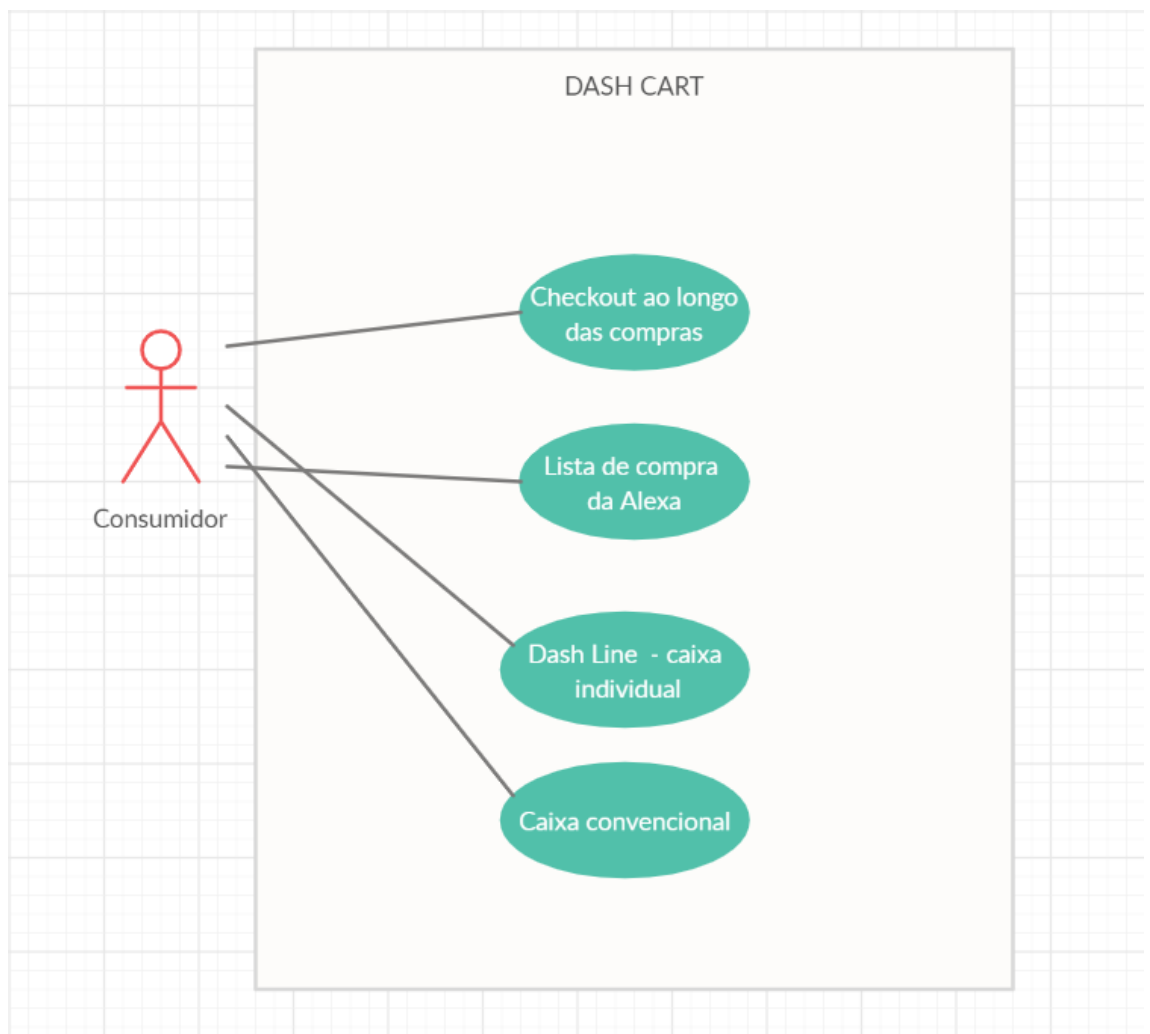 DASH CART
Checkout ao longo
das compras
Lista de compra
da Alexa
Consumidor
Dash Line - caixa
individual
Caixa convencional